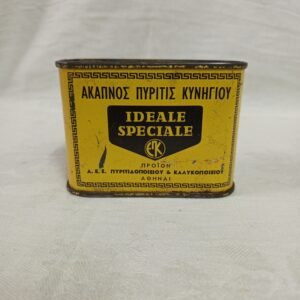 ΑΚΑΠΝΟΣ ΠΥΡΙΤΙΣ ΚΥΝΗΓΙΟΥ
IDEALE
SPECIALE
ΠΡΟΪΟΝ
Α.Ε.Ε. ΠΥΡΙΤΙΔΟΠΟΙΕΙΟΥ & ΚΑΛΥΚΟΠΟΙΕΙΟΥ
ΑΘΗΝΑΙ